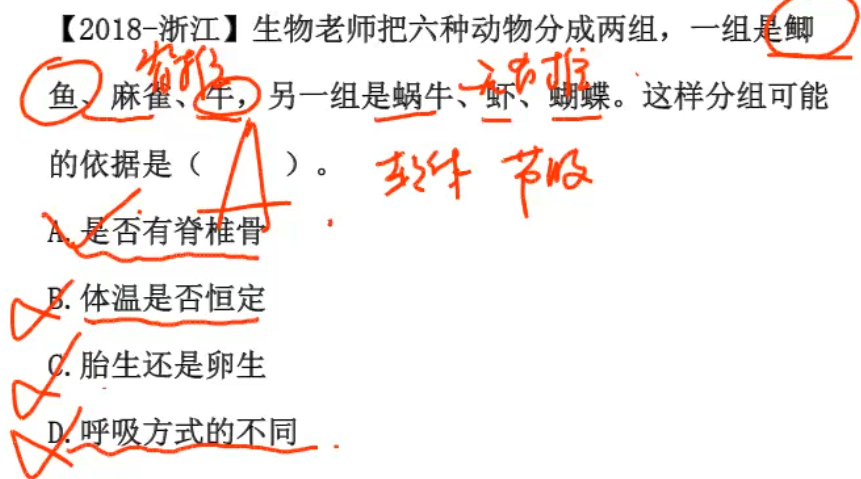 【2018-浙江】生物老师把六种动物分成两组，一组是鲫
脊椎 无脊椎
鱼、麻雀、牛，另一组是蜗牛、虾、蝴蝶。这样分组可能
的依据是（ A ）。
软体 节肢
A.是否有脊椎骨
B.体温是否恒定
C.胎生还是卵生
D.呼吸方式的不同